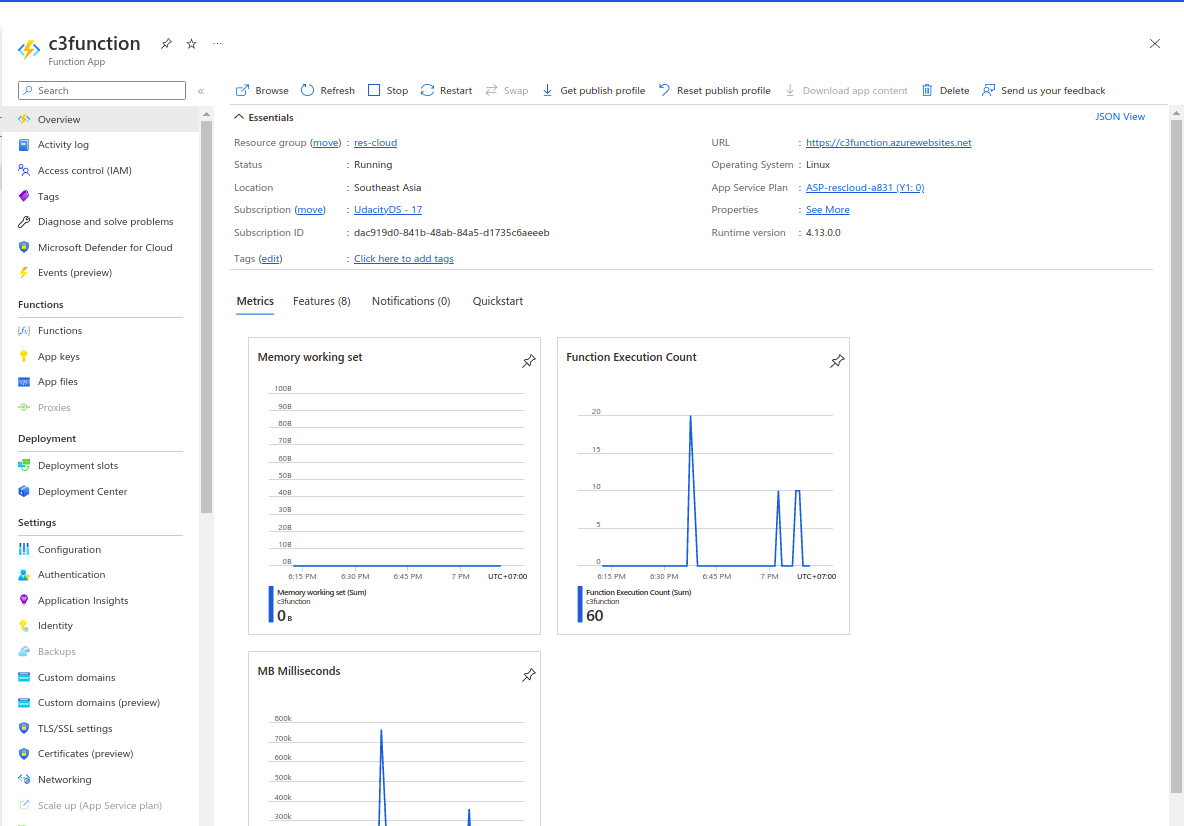 c3function
Function App
Search
«
Overview
Activity log
Access control (IAM)
Tags
Diagnose and solve problems
Microsoft Defender for Cloud
Events (preview)
Functions
Functions
App keys
App files
Proxies
Deployment
Deployment slots
Deployment Center
Settings
Configuration
Authentication
Application Insights
Identity
Backups
Custom domains
Custom domains (preview)
TLS/SSL settings
Certificates (preview)
Networking
Scale up (App Service plan)
Browse Refresh Stop Restart Swap Get publish profile Reset publish profile Download app content Delete Send us your feedback
Essentials JSON View
Resource group (move) : res-cloud
Status : Running
Location : Southeast Asia
Subscription (move) : UdacityDS - 17
Subscription ID : dac919d0-841b-48ab-84a5-d1735c6aeeeb
Tags (edit) : Click here to add tags
URL : https://c3function.azurewebsites.net
Operating System : Linux
App Service Plan : ASP-rescloud-a831 (Y1: 0)
Properties : See More
Runtime version : 4.13.0.0
Metrics Features (8) Notifications (0) Quickstart
Memory working set
100B
90B
80B
70B
60B
50B
40B
30B
20B
10B
0B
6:15 PM 6:30 PM 6:45 PM 7 PM UTC+07:00
Memory working set (Sum)
c3function
0 B
Function Execution Count
20
15
10
5
0
6:15 PM 6:30 PM 6:45 PM 7 PM UTC+07:00
Function Execution Count (Sum)
c3function
60
MB Milliseconds
800k
700k
600k
500k
400k
300k